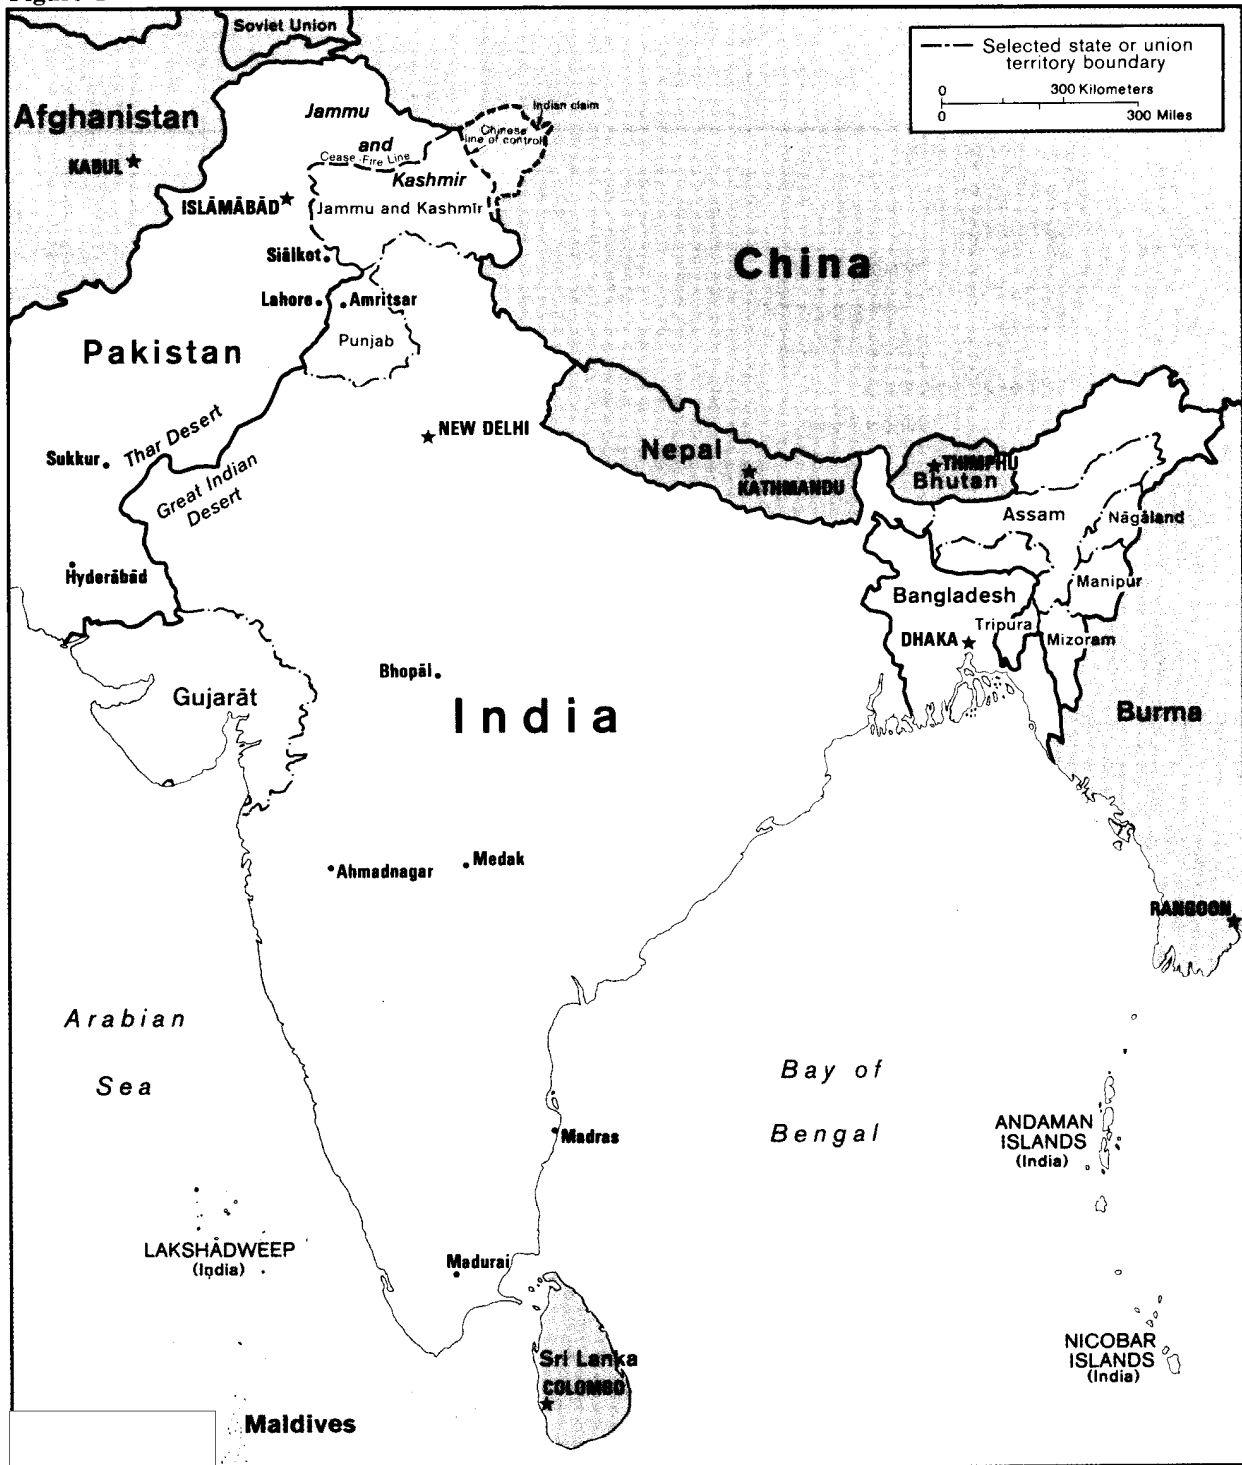 Soviet Union
Selected state or union
territory boundary
0 300 Kilometers
0 300 Miles
Afghanistan
KABUL
Jammu
and
Kashmir
Cease-Fire Line
Indian claim
Chinese
line of control
ISLĀMĀBĀD
Jammu and Kashmīr
Siālkot
China
Lahore
Amritsar
Punjab
Pakistan
Thar Desert
NEW DELHI
Sukkur
Great Indian
Desert
Nepal
KATHMANDU
THIMPHU
Bhutan
Assam
Nāgāland
Hyderābād
Manipur
Bangladesh
Tripura
DHAKA
Mizoram
Bhopāl
Gujarāt
India
Burma
Ahmadnagar
Medak
RANGOON
Arabian
Sea
Bay of
Bengal
Madras
ANDAMAN
ISLANDS
(India)
LAKSHADWEEP
(India)
Madurai
NICOBAR
ISLANDS
(India)
Sri Lanka
COLOMBO
Maldives